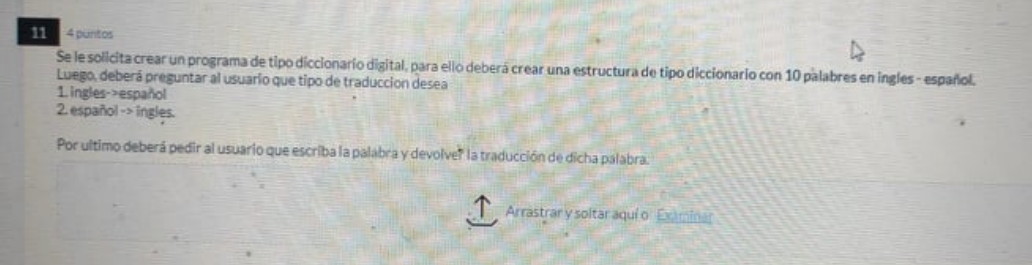 11
4 puntos
Se le solicita crear un programa de tipo diccionario digital, para ello deberá crear una estructura de tipo diccionario con 10 palabres en ingles - español.
Luego, deberá preguntar al usuario que tipo de traduccion desea
1. ingles->español
2. español -> ingles.
Por ultimo deberá pedir al usuario que escriba la palabra y devolver la traducción de dicha palabra.
Arrastrar y soltar aquí o Examinar